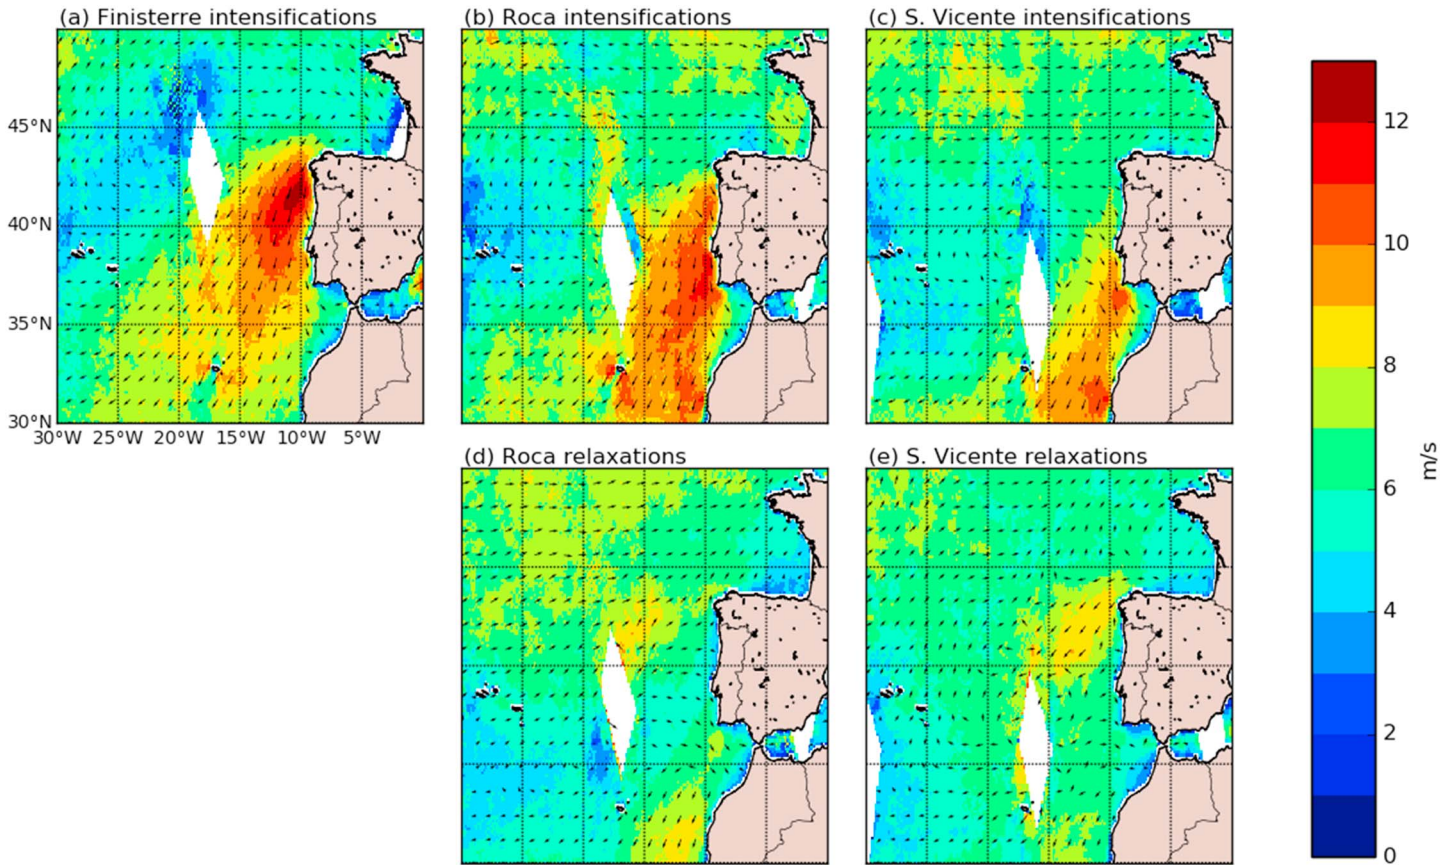 (a) Finisterre intensifications
(b) Roca intensifications
(c) S. Vicente intensifications
45°N
40°N
35°N
30°N
30°W 25°W 20°W 15°W 10°W 5°W
(d) Roca relaxations
(e) S. Vicente relaxations
12
10
8
6
4
2
0
m/s